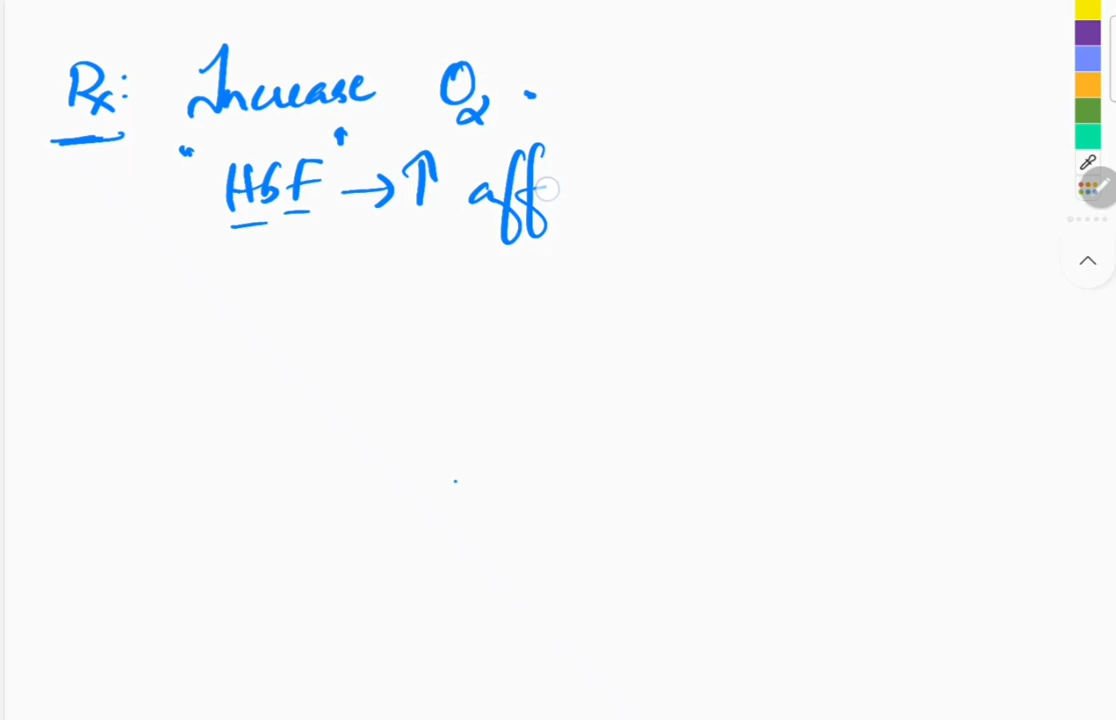 Rx: Increase O2.
"HbF" → ↑ aff